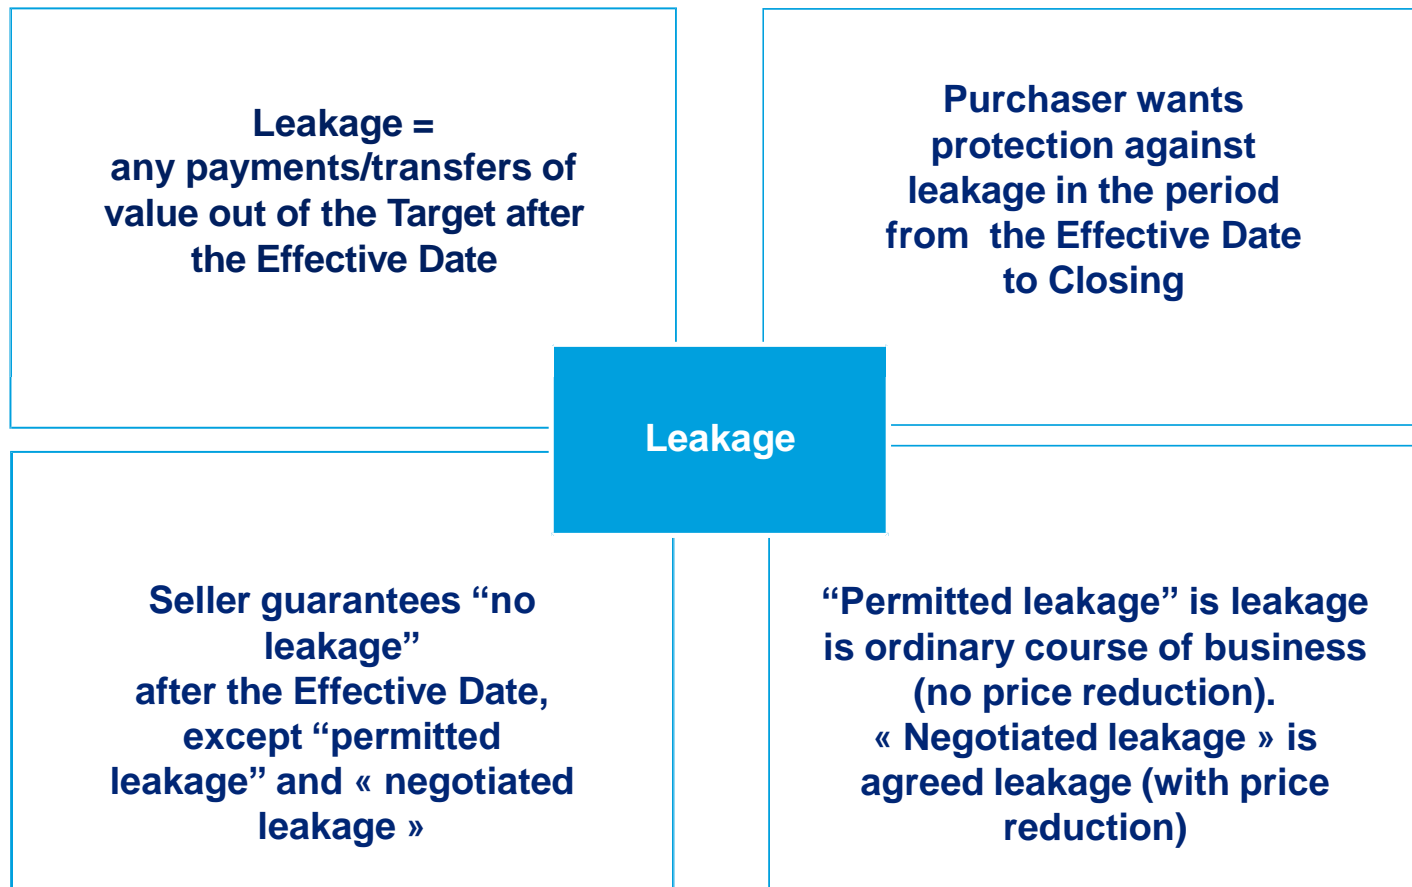 Leakage =
any payments/transfers of
value out of the Target after
the Effective Date
Purchaser wants
protection against
leakage in the period
from  the Effective Date
to Closing
Leakage
Seller guarantees “no
leakage”
after the Effective Date,
except “permitted
leakage” and « negotiated
leakage »
“Permitted leakage” is leakage
is ordinary course of business
(no price reduction).
« Negotiated leakage » is
agreed leakage (with price
reduction)